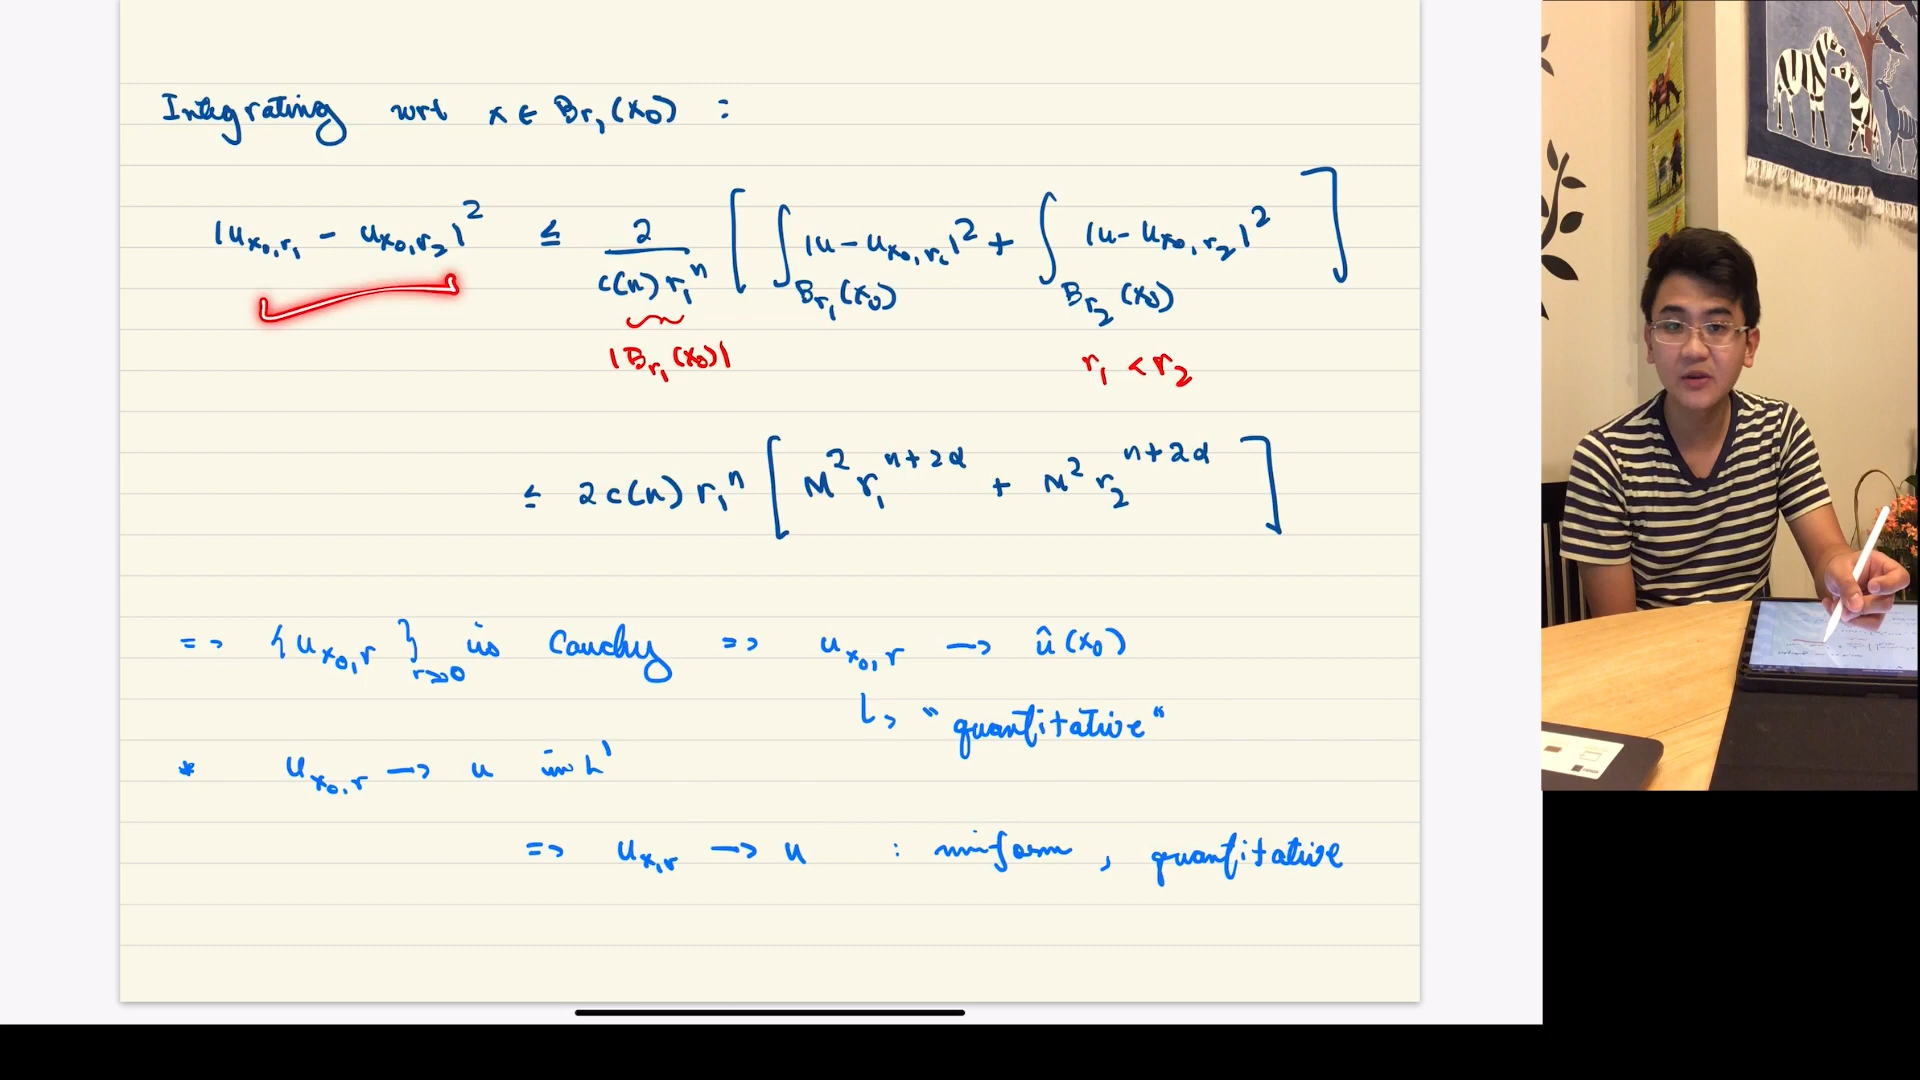 Integrating wrt x ∈ B_{r_1}(x_0) :
|u_{x_0,r_1} - u_{x_0,r_2}|^2 ≤ \frac{2}{c(n) r_1^n} [ ∫_{B_{r_1}(x_0)} |u - u_{x_0,r_1}|^2 + ∫_{B_{r_2}(x_0)} |u - u_{x_0,r_2}|^2 ]
|B_{r_1}(x_0)| r_1 < r_2
≤ 2 c(n) r_1^n [ M^2 r_1^{n+2α} + M^2 r_2^{n+2α} ]
=> {u_{x_0,r}}_{r>0} is Cauchy => u_{x_0,r} → û(x_0)
↳ "quantitative"
* u_{x_0,r} → u in L^1
=> u_{x,r} → u : uniform, quantitative